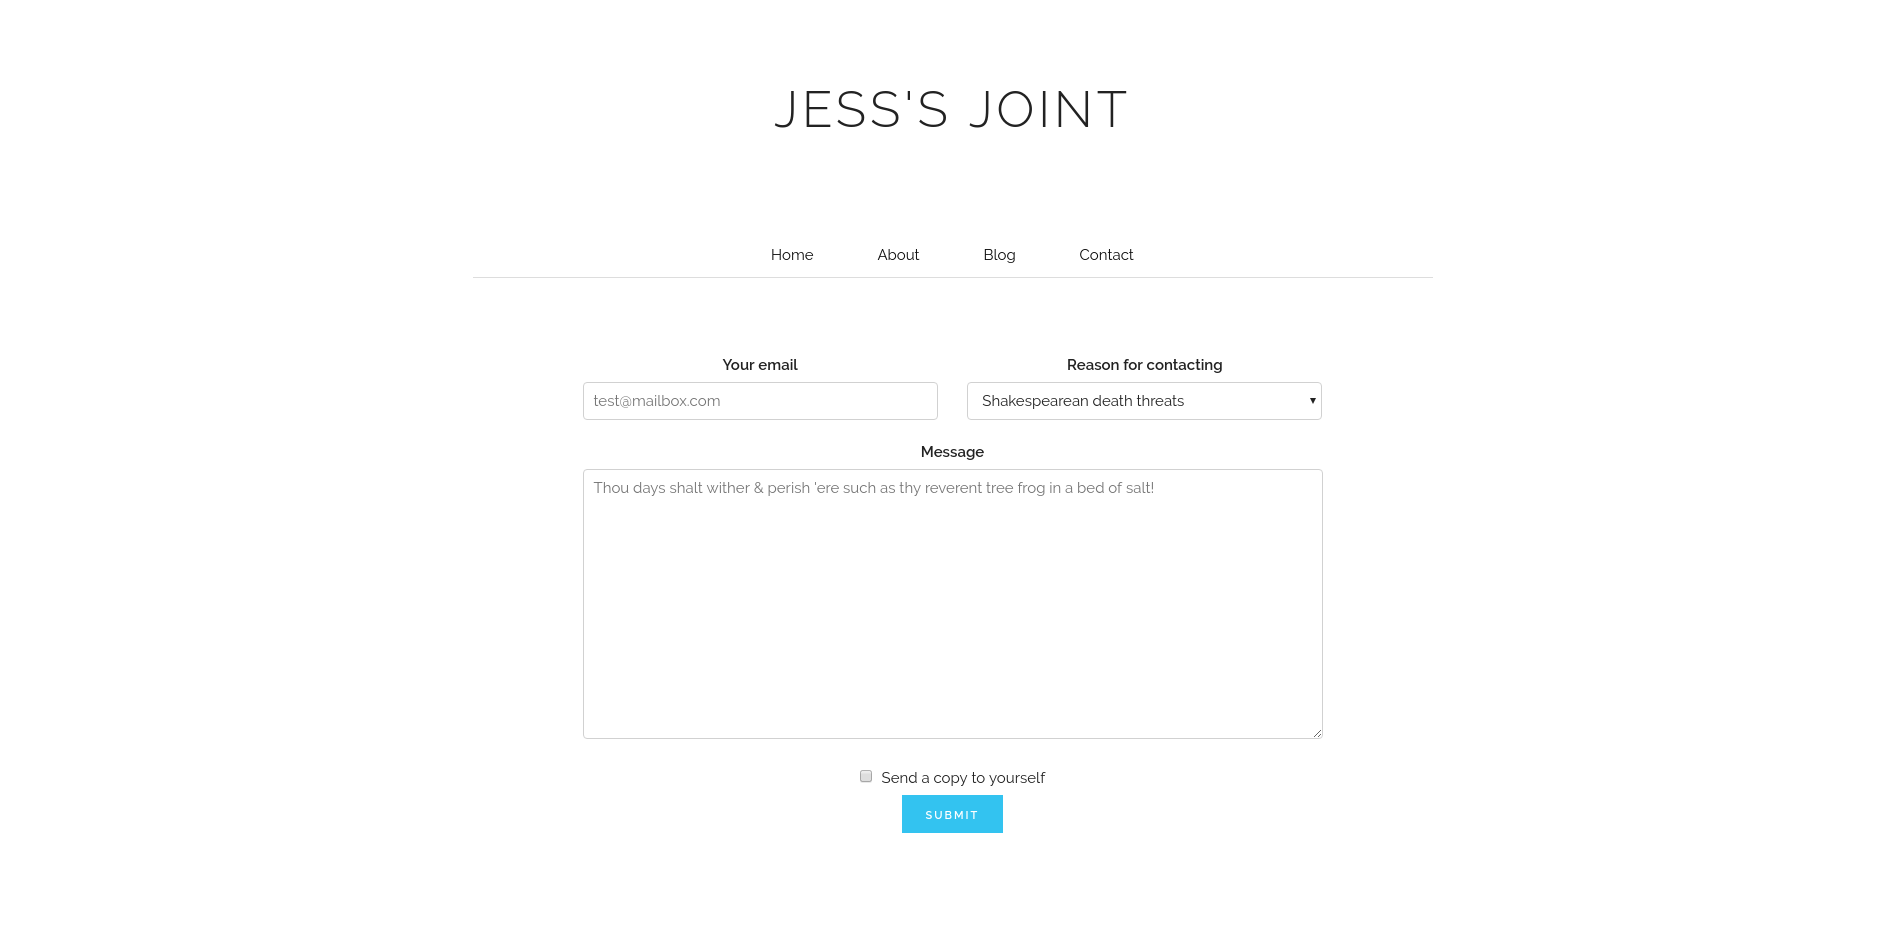 JESS'S JOINT
Home About Blog Contact
Your email Reason for contacting
test@mailbox.com Shakespearean death threats
Message
Thou days shalt wither & perish 'ere such as thy reverent tree frog in a bed of salt!
Send a copy to yourself
SUBMIT